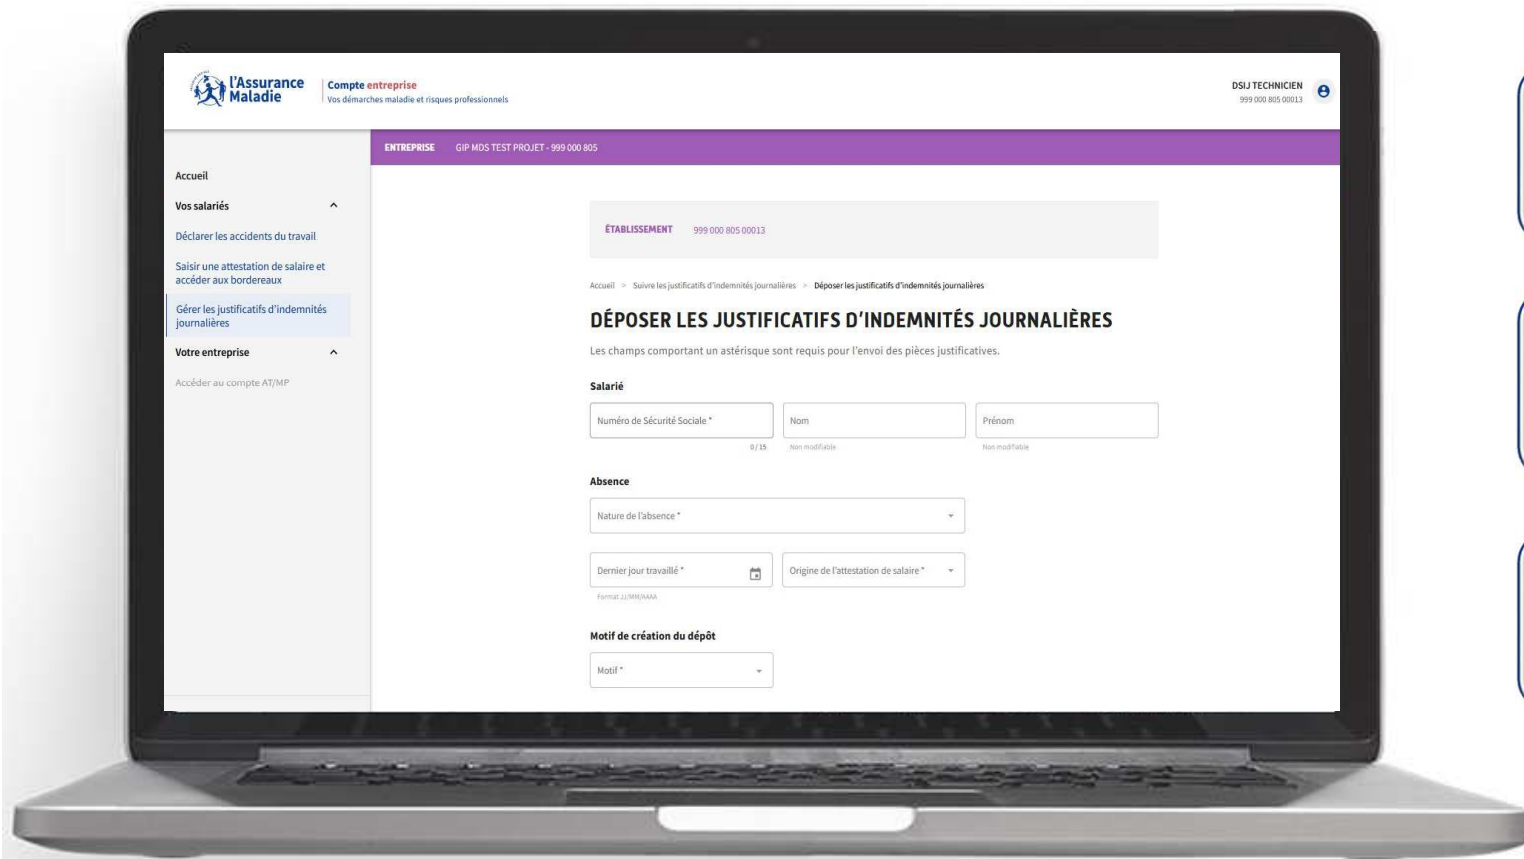 l'Assurance
Maladie
Compte entreprise
Vos démarches maladie et risques professionnels
DSIJ TECHNICIEN
999 000 805 00013
ENTREPRISE GIP MDS TEST PROJET - 999 000 805
Accueil
Vos salariés
Déclarer les accidents du travail
Saisir une attestation de salaire et
accéder aux bordereaux
Gérer les justificatifs d'indemnités
journalières
Votre entreprise
Accéder au compte AT/MP
ÉTABLISSEMENT 999 000 805 00013
Accueil > Suivre les justificatifs d'indemnités journalières > Déposer les justificatifs d'indemnités journalières
DÉPOSER LES JUSTIFICATIFS D'INDEMNITÉS JOURNALIÈRES
Les champs comportant un astérisque sont requis pour l'envoi des pièces justificatives.
Salarié
Numéro de Sécurité Sociale * Nom Prénom
0 / 15 Non modifiable Non modifiable
Absence
Nature de l'absence *
Dernier jour travaillé * Origine de l'attestation de salaire *
Format JJ/MM/AAAA
Motif de création du dépôt
Motif *